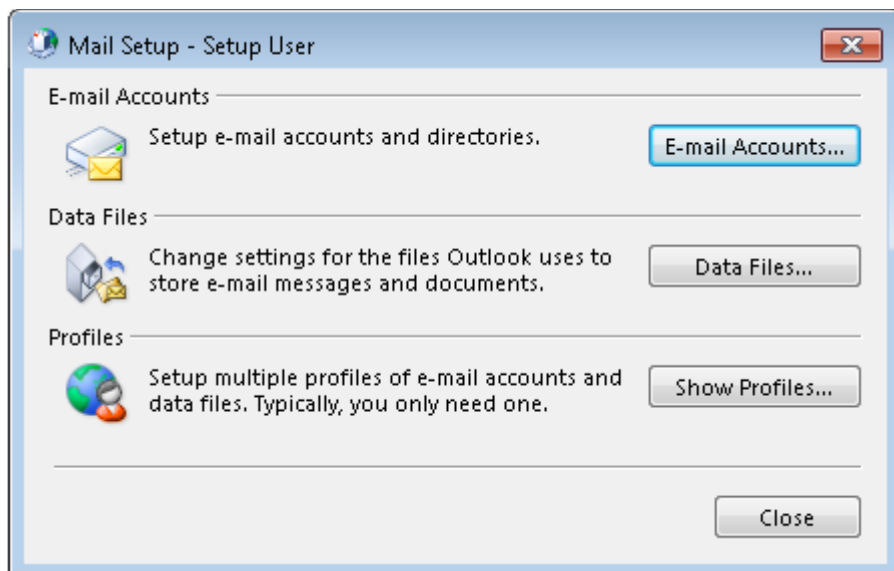 Mail Setup - Setup User
E-mail Accounts
Setup e-mail accounts and directories.
E-mail Accounts...
Data Files
Change settings for the files Outlook uses to
store e-mail messages and documents.
Data Files...
Profiles
Setup multiple profiles of e-mail accounts and
data files. Typically, you only need one.
Show Profiles...
Close